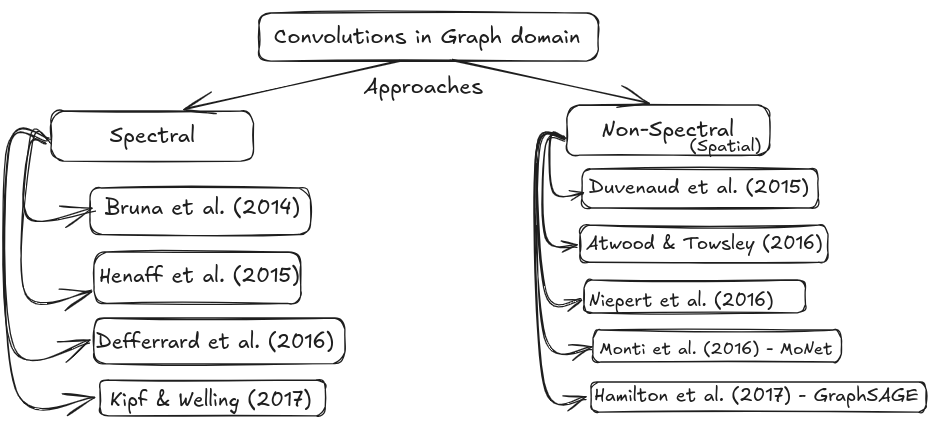 Convolutions in Graph domain
Approaches
Spectral
Bruna et al. (2014)
Henaff et al. (2015)
Defferrard et al. (2016)
Kipf & Welling (2017)
Non-Spectral
(Spatial)
Duvenaud et al. (2015)
Atwood & Towsley (2016)
Niepert et al. (2016)
Monti et al. (2016) - MoNet
Hamilton et al. (2017) - GraphSAGE